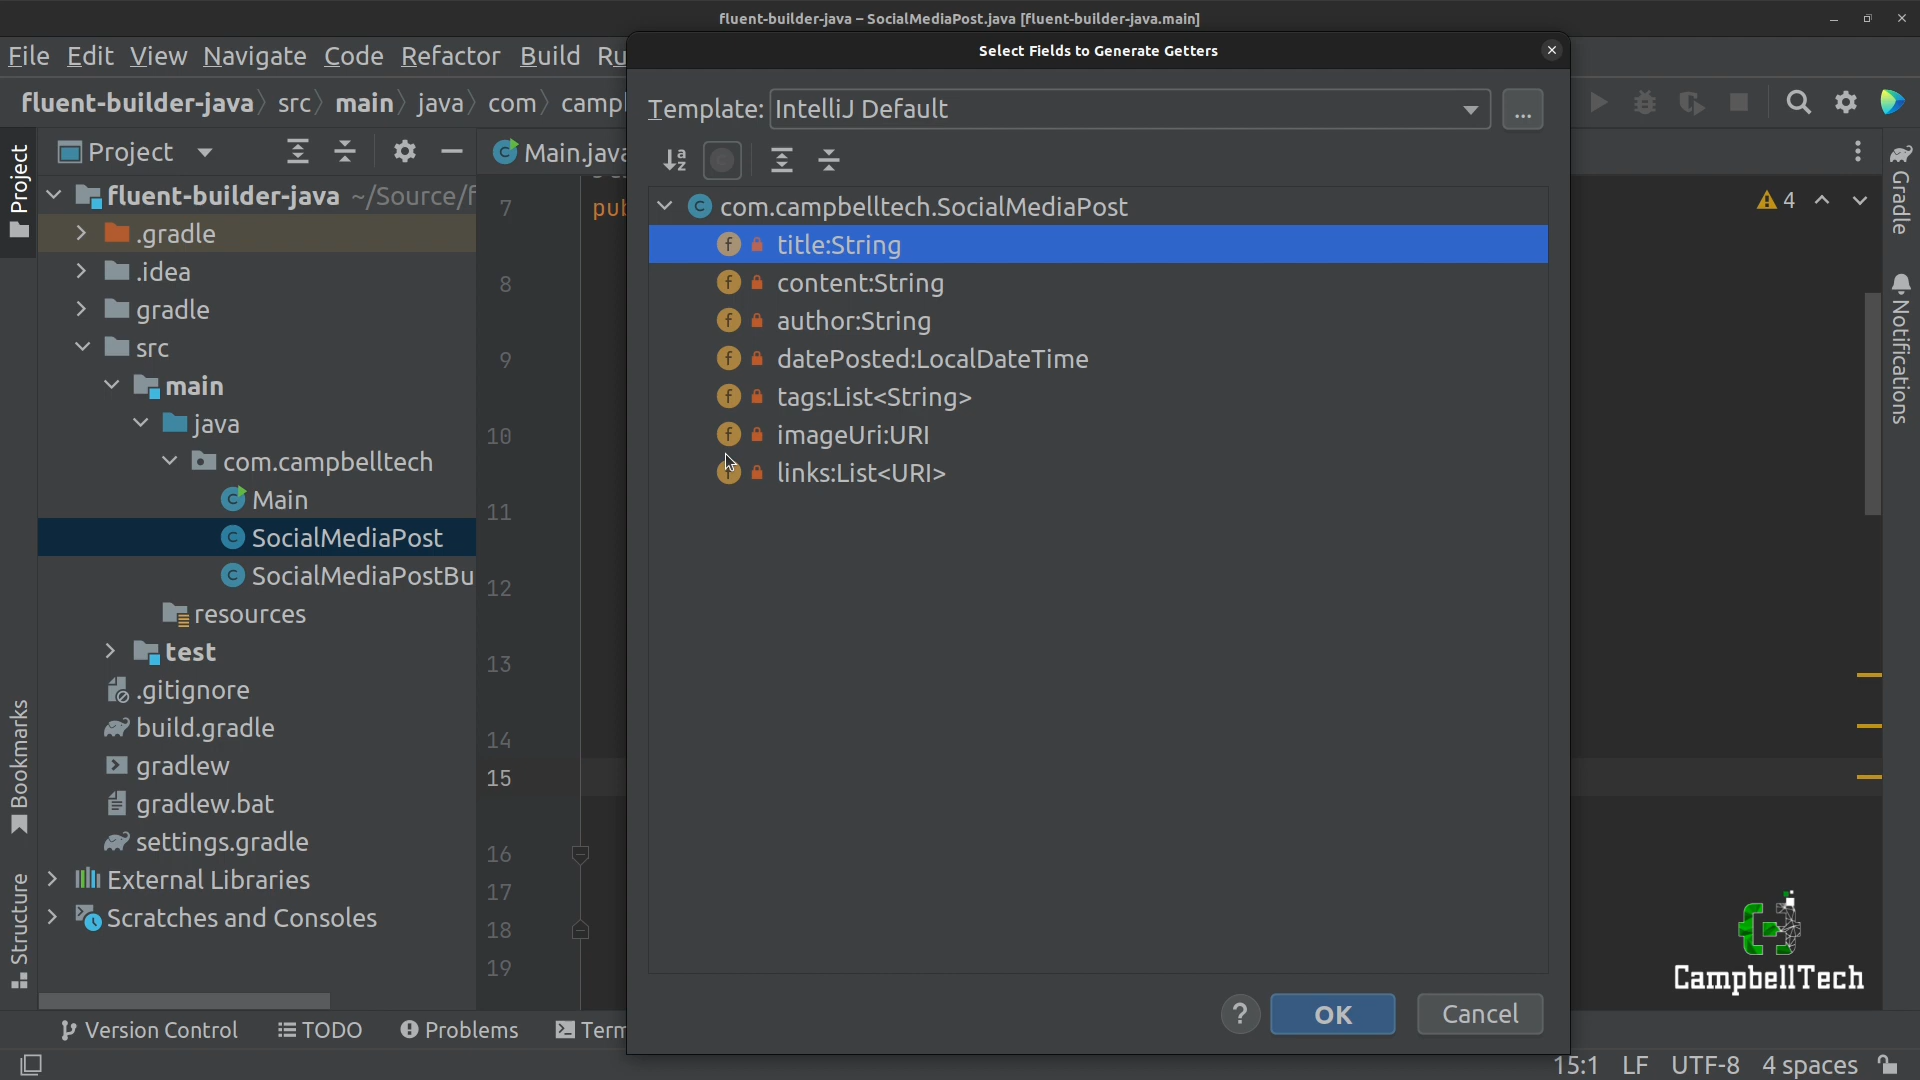 fluent-builder-java – SocialMediaPost.java [fluent-builder-java.main]
File Edit View Navigate Code Refactor Build Ru
Select Fields to Generate Getters
fluent-builder-java src main java com campl
Template: IntelliJ Default
...
Project
Main.java
com.campbelltech.SocialMediaPost
title:String
content:String
author:String
datePosted:LocalDateTime
tags:List<String>
imageUri:URI
links:List<URI>
OK
Cancel
?
Project
Bookmarks
Structure
fluent-builder-java ~/Source/f
.gradle
.idea
gradle
src
main
java
com.campbelltech
Main
SocialMediaPost
SocialMediaPostBu
resources
test
.gitignore
build.gradle
gradlew
gradlew.bat
settings.gradle
External Libraries
Scratches and Consoles
7
pub
8
9
10
11
12
13
14
15
16
17
18
19
4
Gradle
Notifications
CampbellTech
Version Control TODO Problems Term
15:1 LF UTF-8 4 spaces